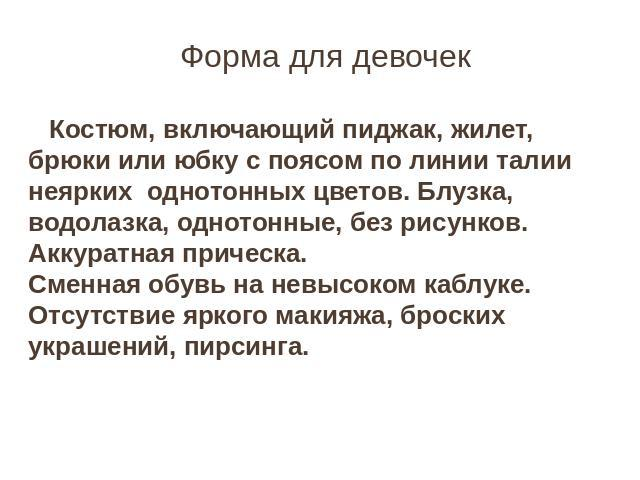 Форма для девочек
Костюм, включающий пиджак, жилет,
брюки или юбку с поясом по линии талии
неярких  однотонных цветов. Блузка,
водолазка, однотонные, без рисунков.
Аккуратная прическа.
Сменная обувь на невысоком каблуке.
Отсутствие яркого макияжа, броских
украшений, пирсинга.